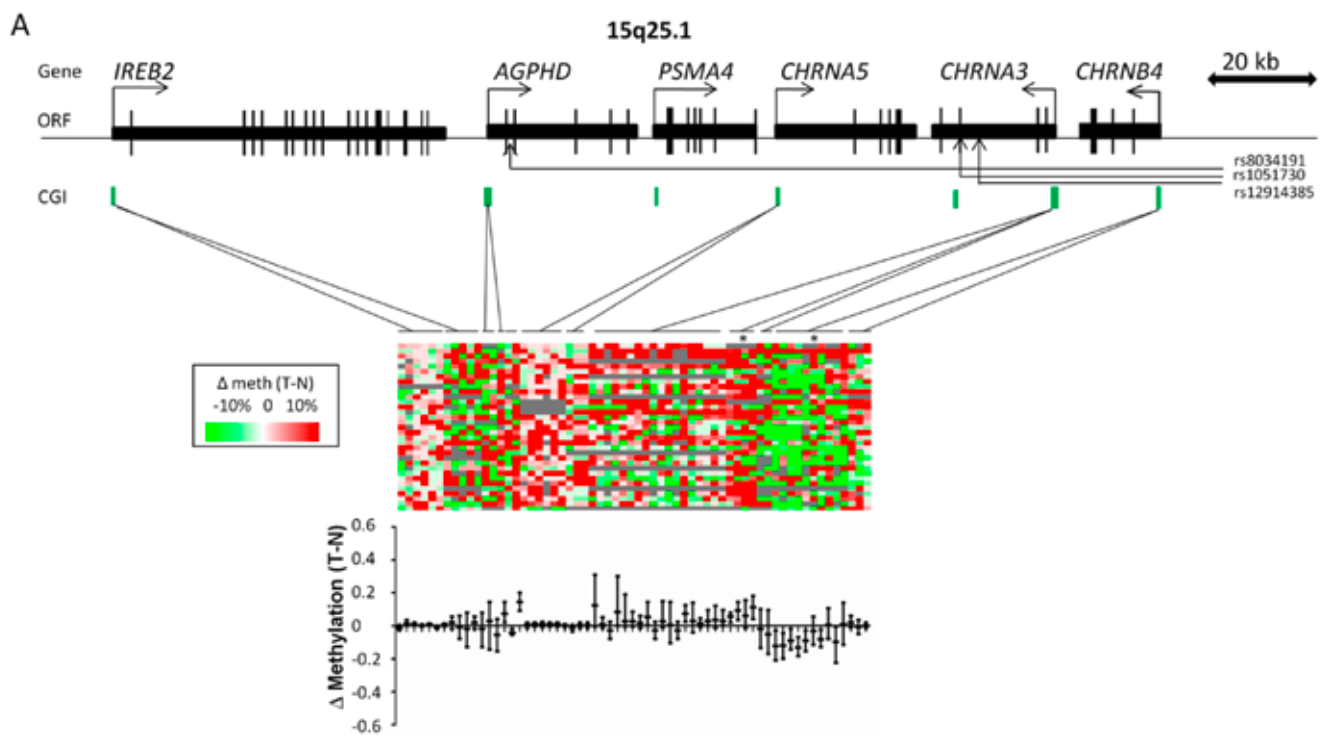 A
15q25.1
Gene IREB2 AGPHD PSMA4 CHRNA5 CHRNA3 CHRNB4 20 kb
ORF
rs8034191
rs1051730
rs12914385
CGI
* *
Δ meth (T-N)
-10% 0 10%
Δ Methylation (T-N)
0.6
0.4
0.2
0
-0.2
-0.4
-0.6